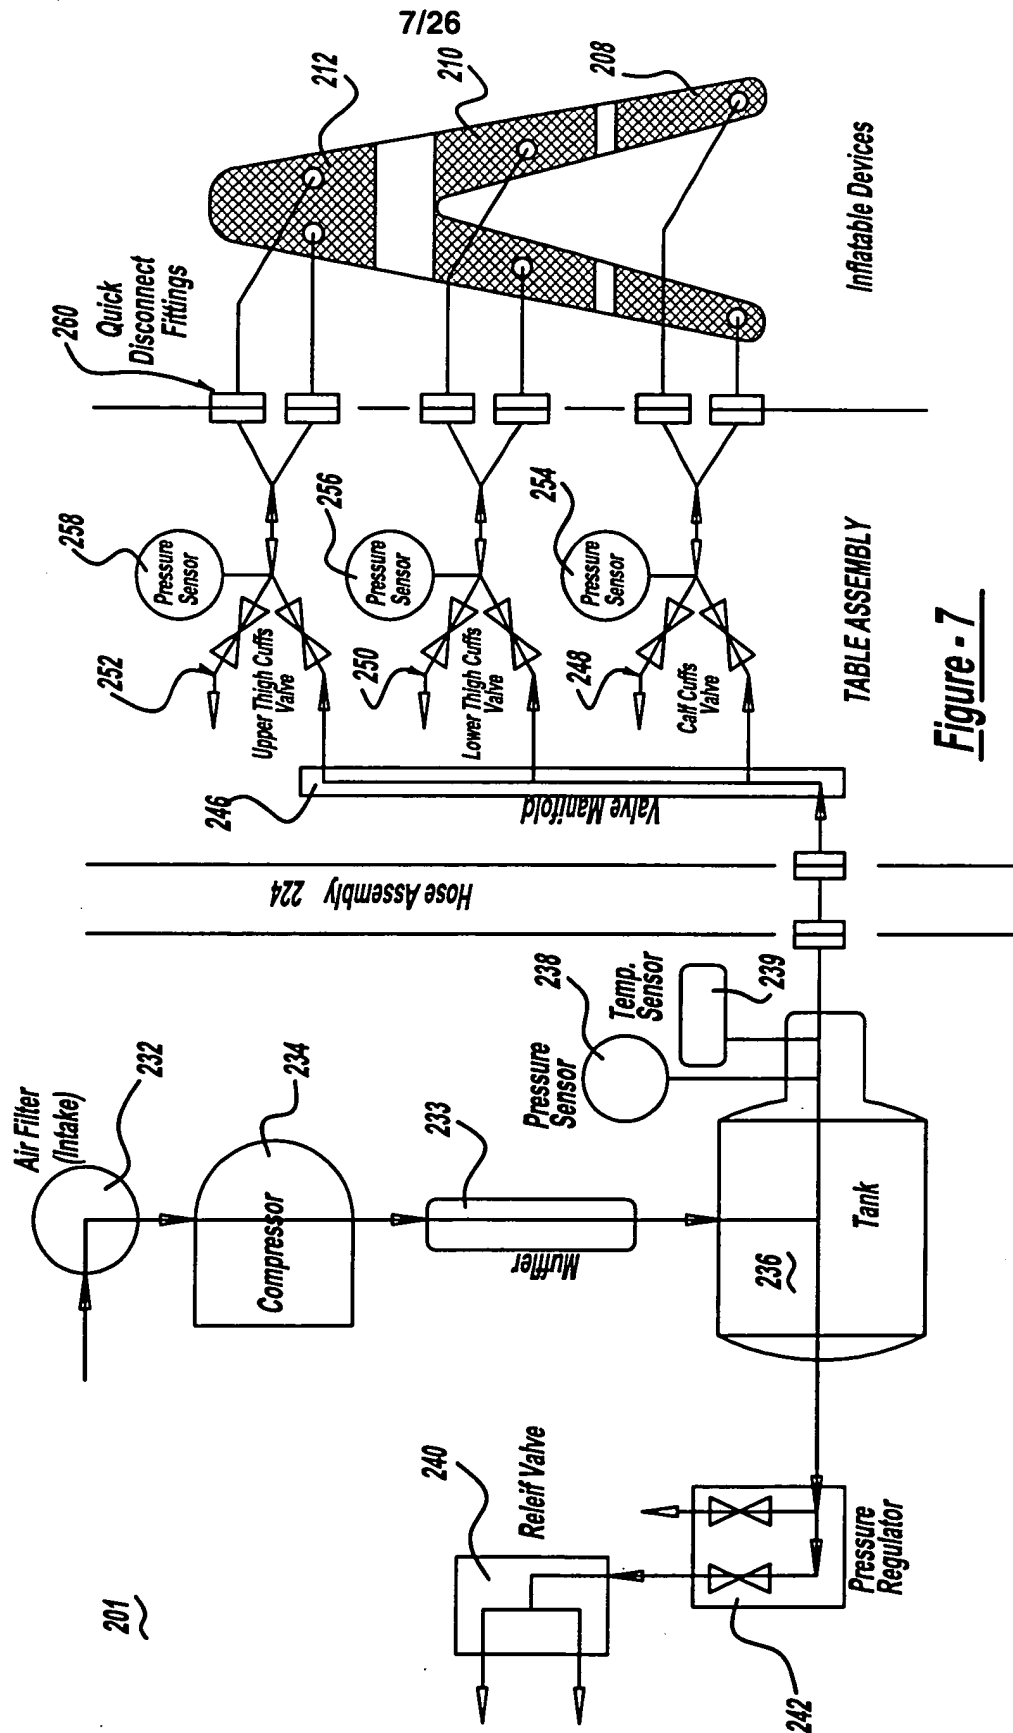 7/26
201
Air Filter
(Intake)
232
Compressor
234
233
Muffler
Pressure
Sensor
238
Temp.
Sensor
239
236
Tank
240
Releif Valve
242
Pressure
Regulator
Hose Assembly 224
246
Valve Manifold
252
258
Pressure
Sensor
Upper Thigh Cuffs
Valve
250
256
Pressure
Sensor
Lower Thigh Cuffs
Valve
248
254
Pressure
Sensor
Calf Cuffs
Valve
TABLE ASSEMBLY
260
Quick
Disconnect
Fittings
212
210
208
Inflatable Devices
Figure - 7